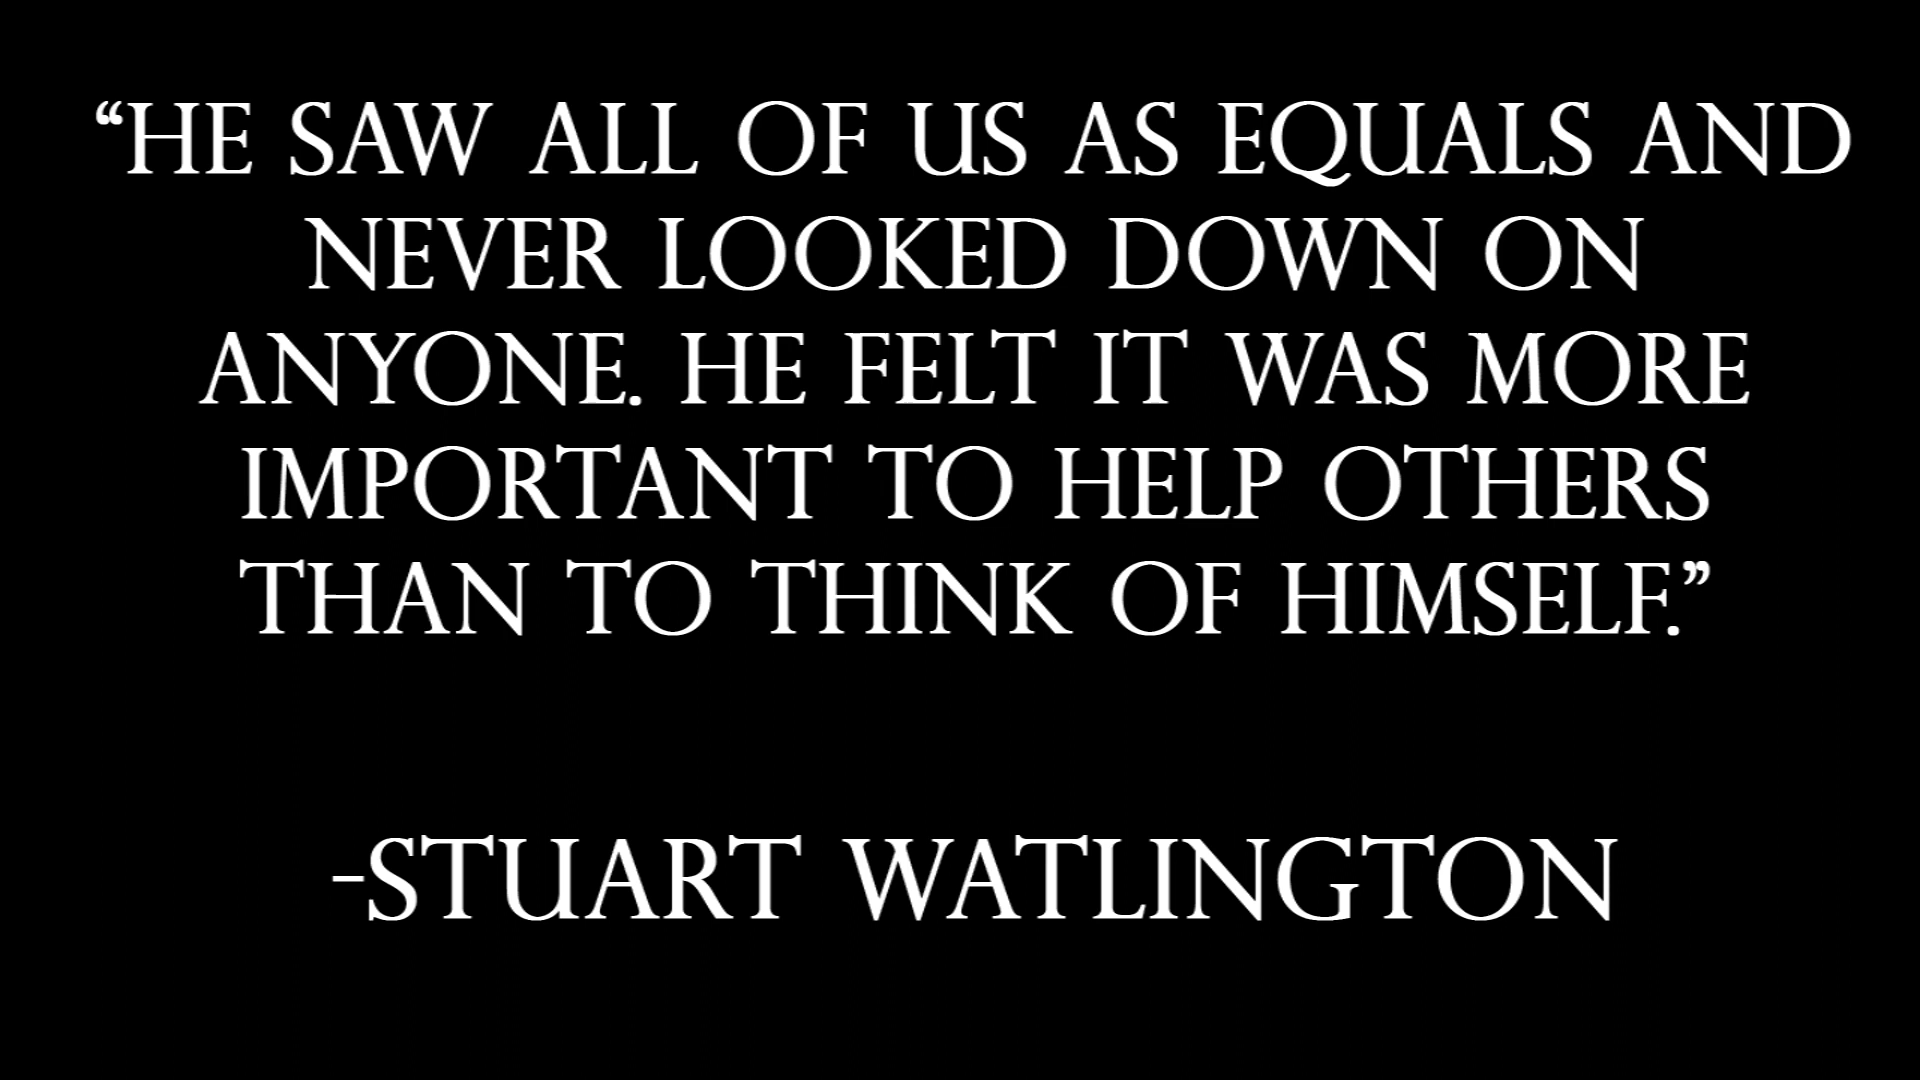 “HE SAW ALL OF US AS EQUALS AND
NEVER LOOKED DOWN ON
ANYONE. HE FELT IT WAS MORE
IMPORTANT TO HELP OTHERS
THAN TO THINK OF HIMSELF.”
-STUART WATLINGTON